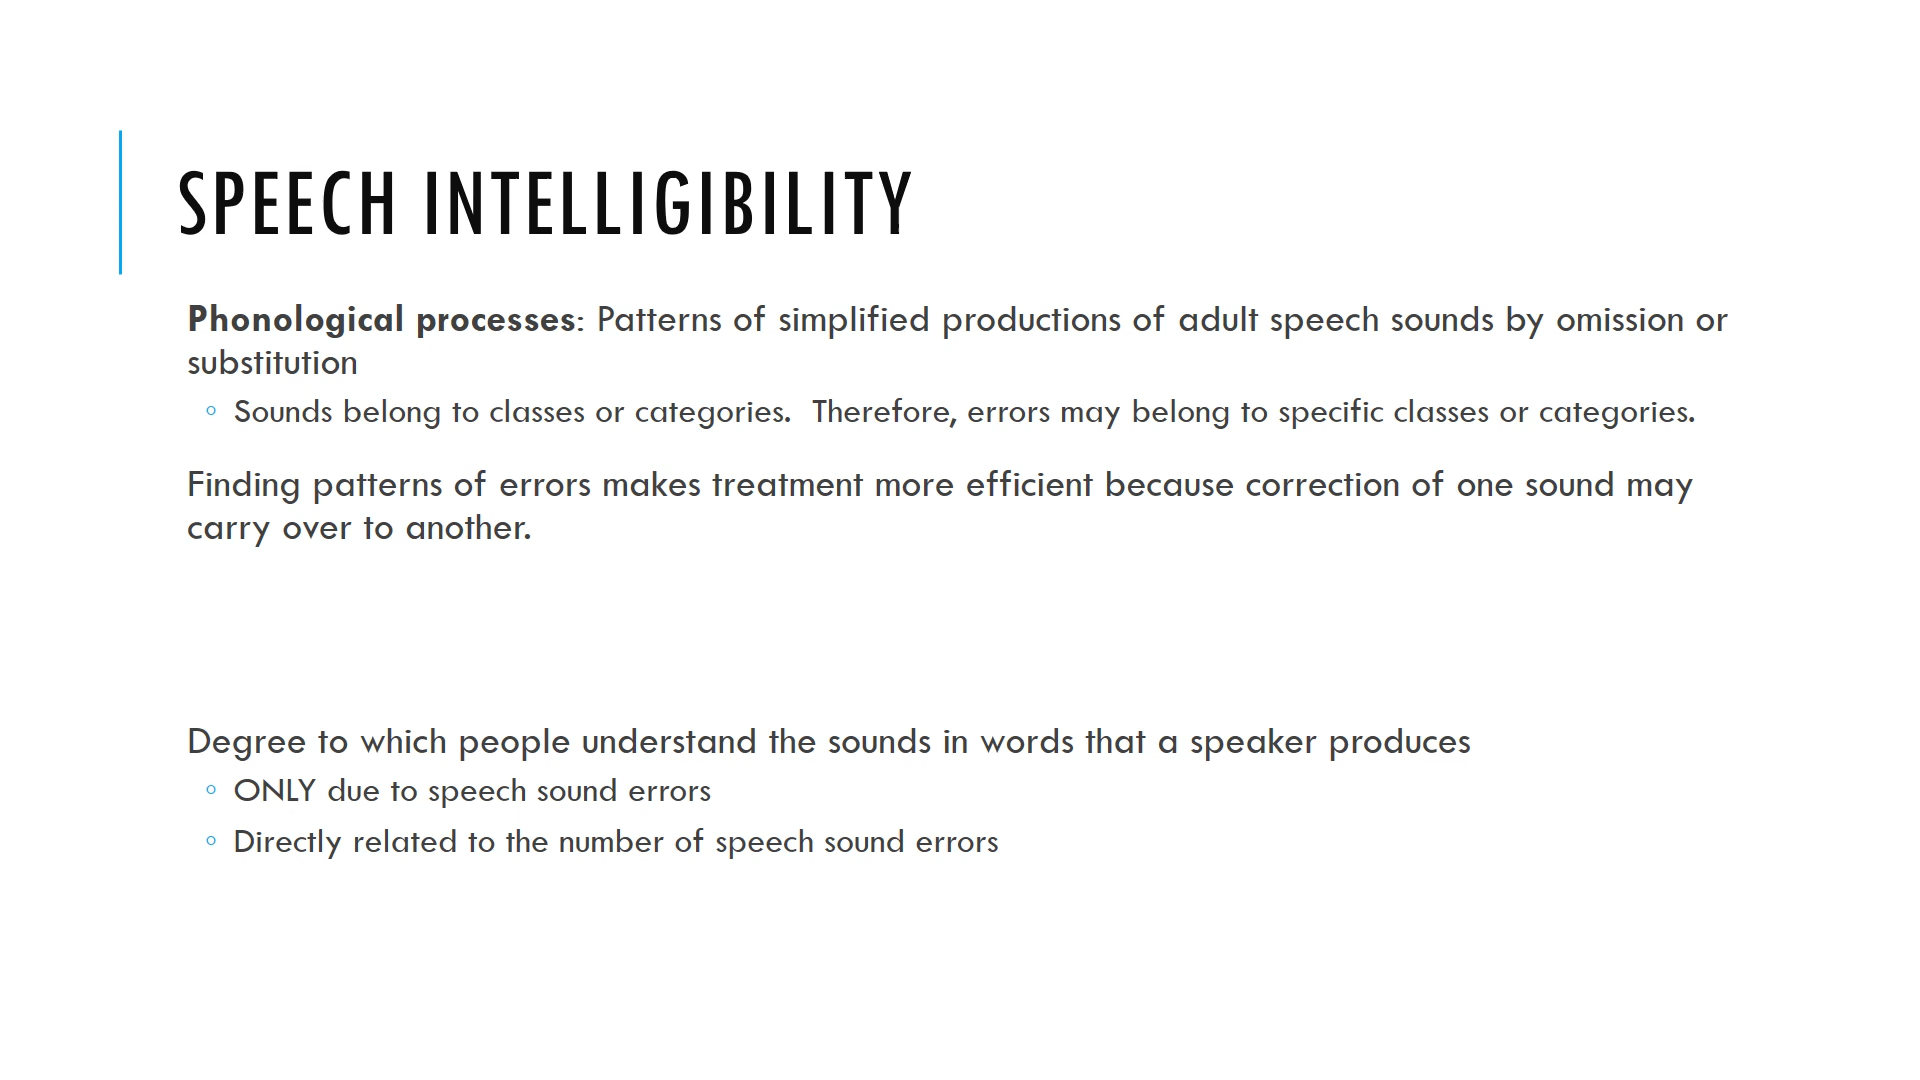 SPEECH INTELLIGIBILITY
Phonological processes: Patterns of simplified productions of adult speech sounds by omission or
substitution
◦ Sounds belong to classes or categories.  Therefore, errors may belong to specific classes or categories.
Finding patterns of errors makes treatment more efficient because correction of one sound may
carry over to another.
Degree to which people understand the sounds in words that a speaker produces
◦ ONLY due to speech sound errors
◦ Directly related to the number of speech sound errors